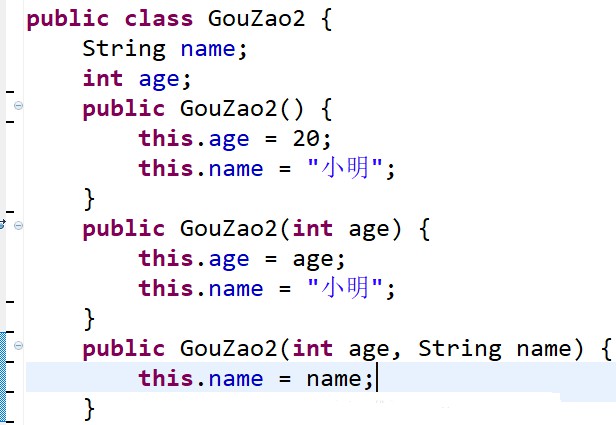 public class GouZao2 {
    String name;
    int age;
    public GouZao2() {
        this.age = 20;
        this.name = "小明";
    }
    public GouZao2(int age) {
        this.age = age;
        this.name = "小明";
    }
    public GouZao2(int age, String name) {
        this.name = name;
    }